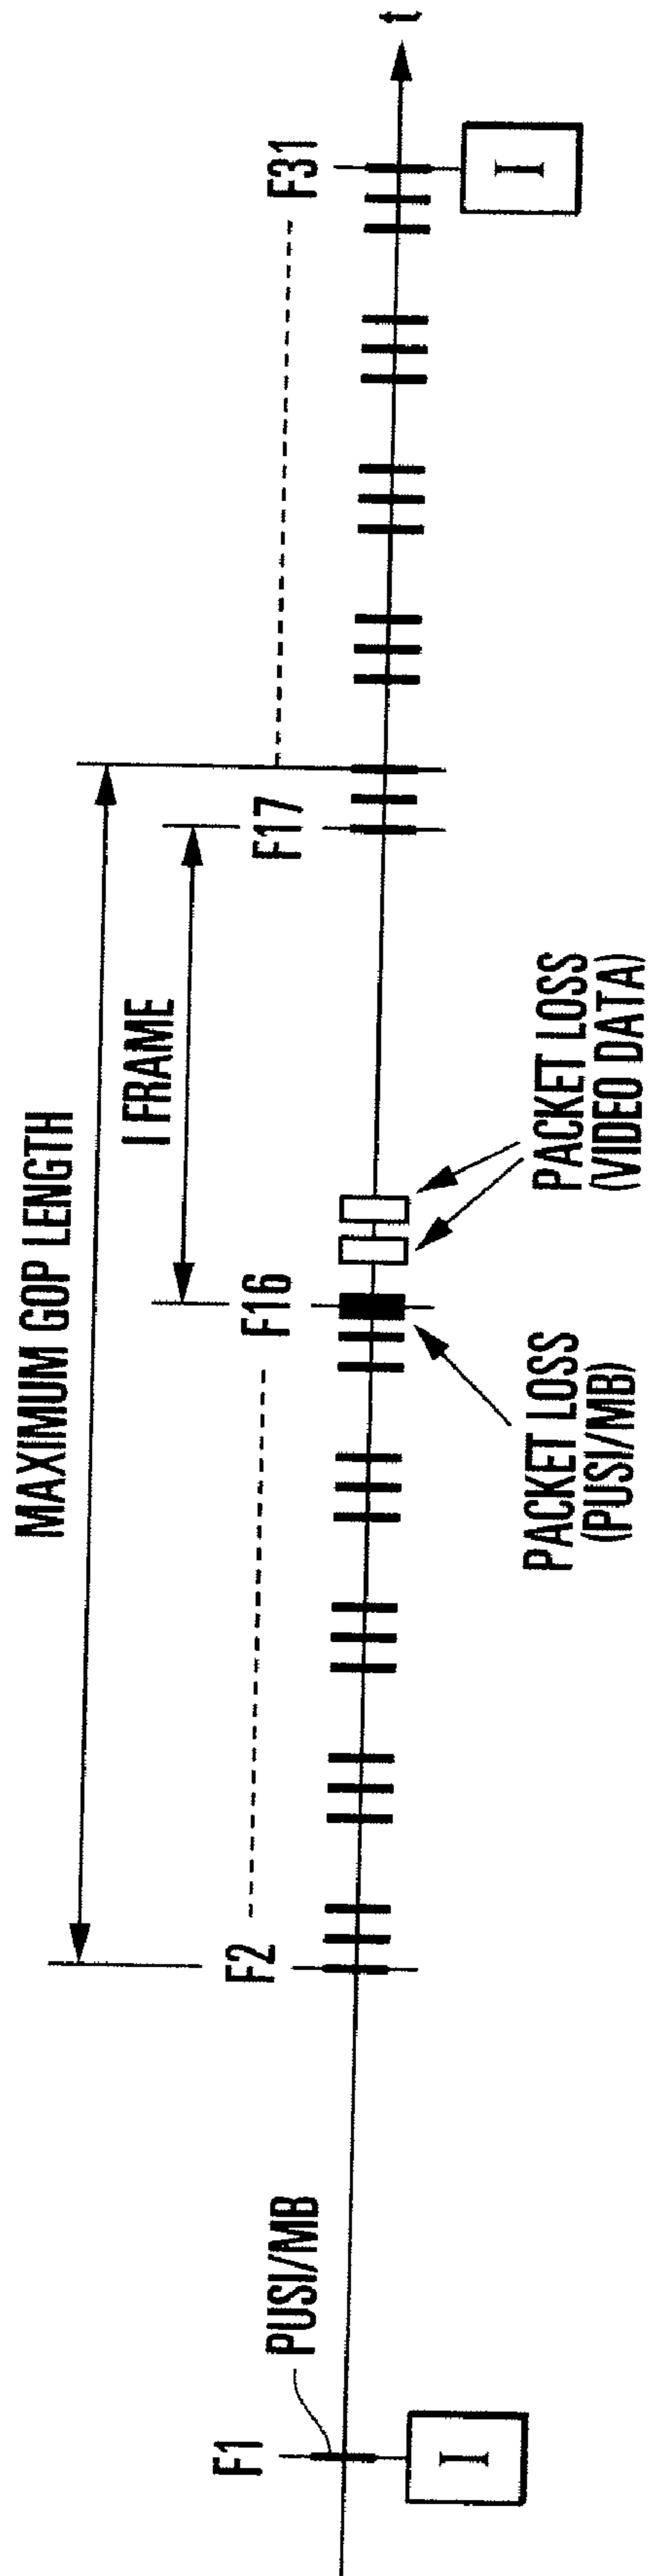 MAXIMUM GOP LENGTH
I FRAME
F1
PUSI/MB
F2
F16
F17
F31
t
I
I
PACKET LOSS
(PUSI/MB)
PACKET LOSS
(VIDEO DATA)